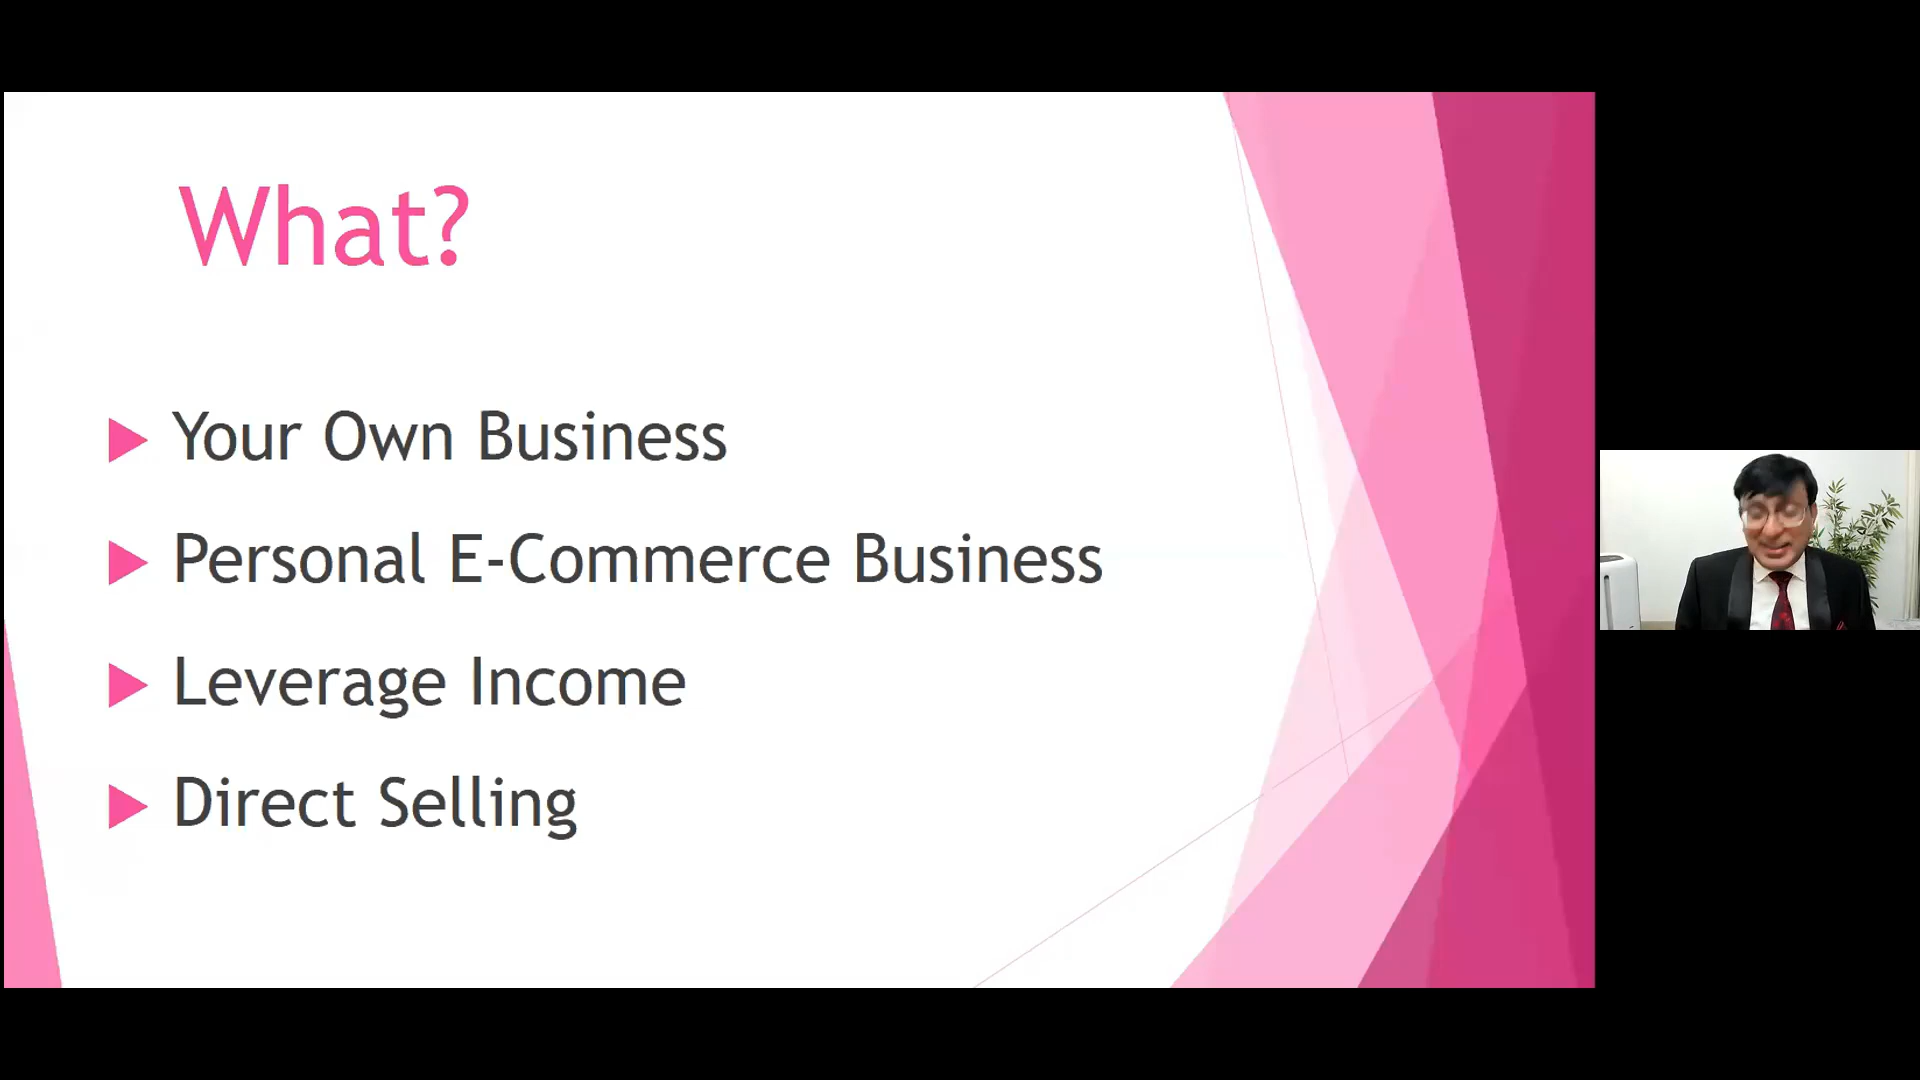 What?
Your Own Business
Personal E-Commerce Business
Leverage Income
Direct Selling